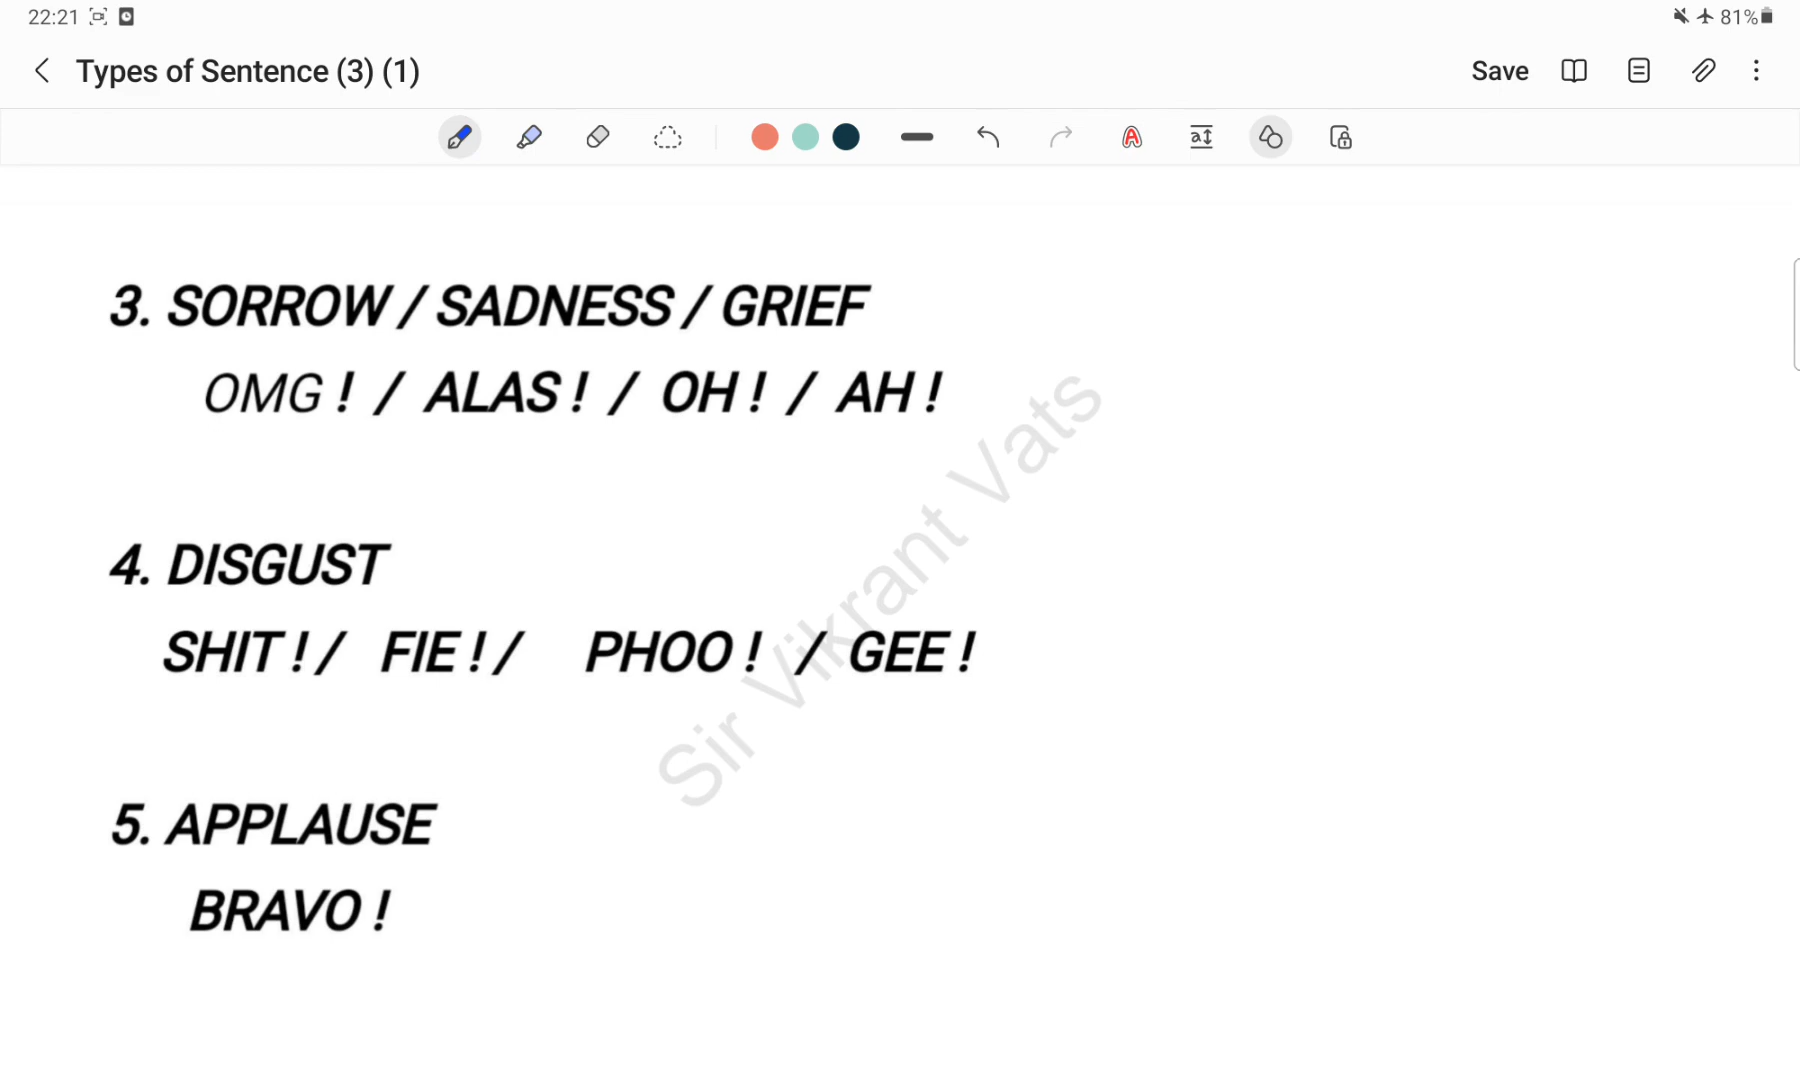 22:21 81%
Types of Sentence (3) (1) Save
3. SORROW / SADNESS / GRIEF
OMG ! / ALAS ! / OH ! / AH !
4. DISGUST
SHIT ! / FIE ! / PHOO ! / GEE !
5. APPLAUSE
BRAVO !
Sir Vikrant Vats